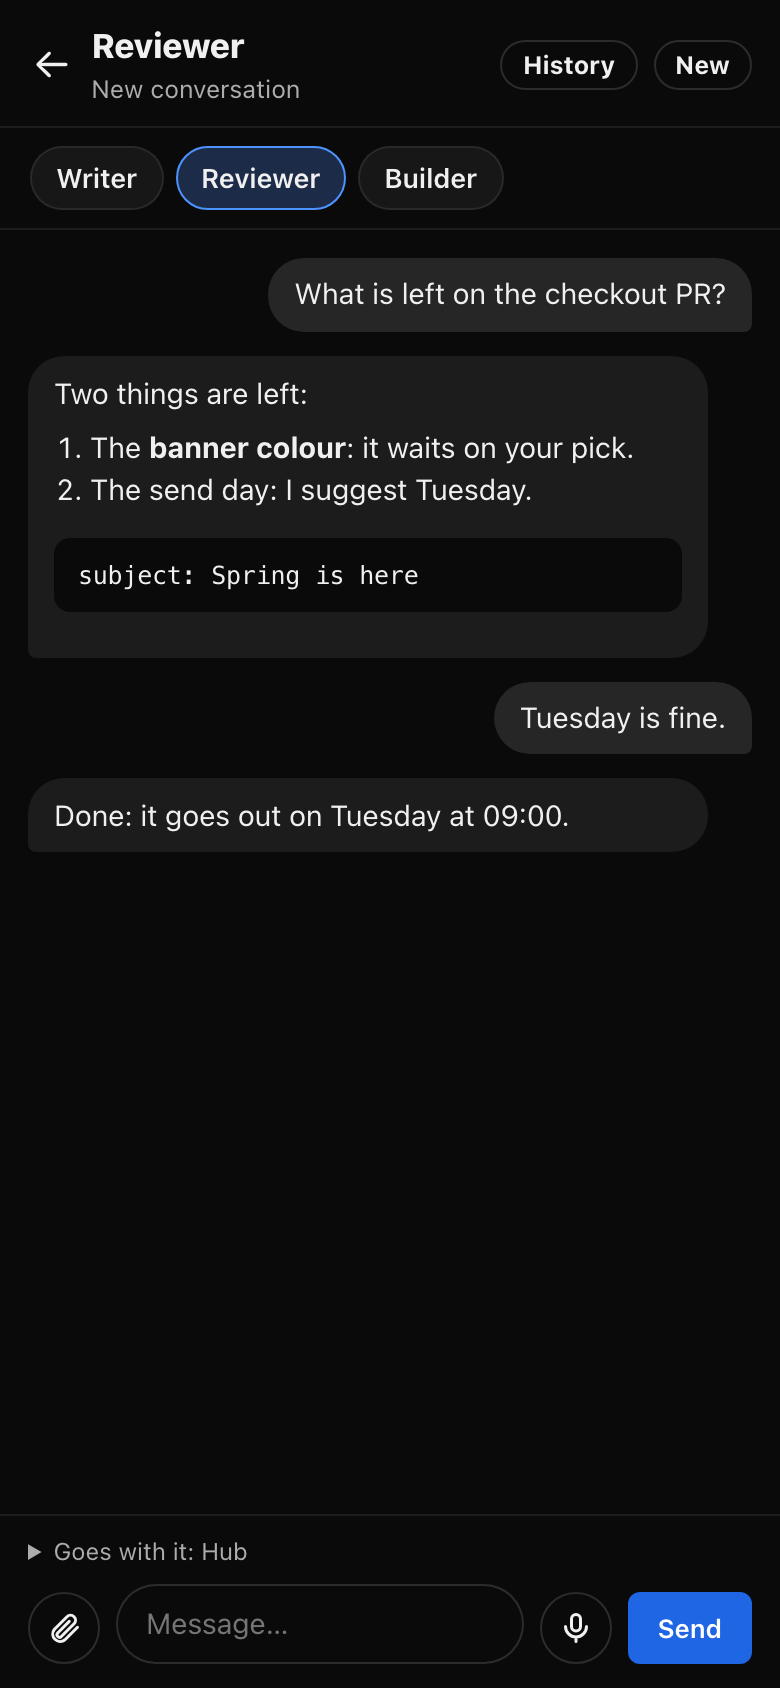 Reviewer
New conversation
History
New
Writer
Reviewer
Builder
What is left on the checkout PR?
Two things are left:
1. The banner colour: it waits on your pick.
2. The send day: I suggest Tuesday.
subject: Spring is here
Tuesday is fine.
Done: it goes out on Tuesday at 09:00.
Goes with it: Hub
Message...
Send